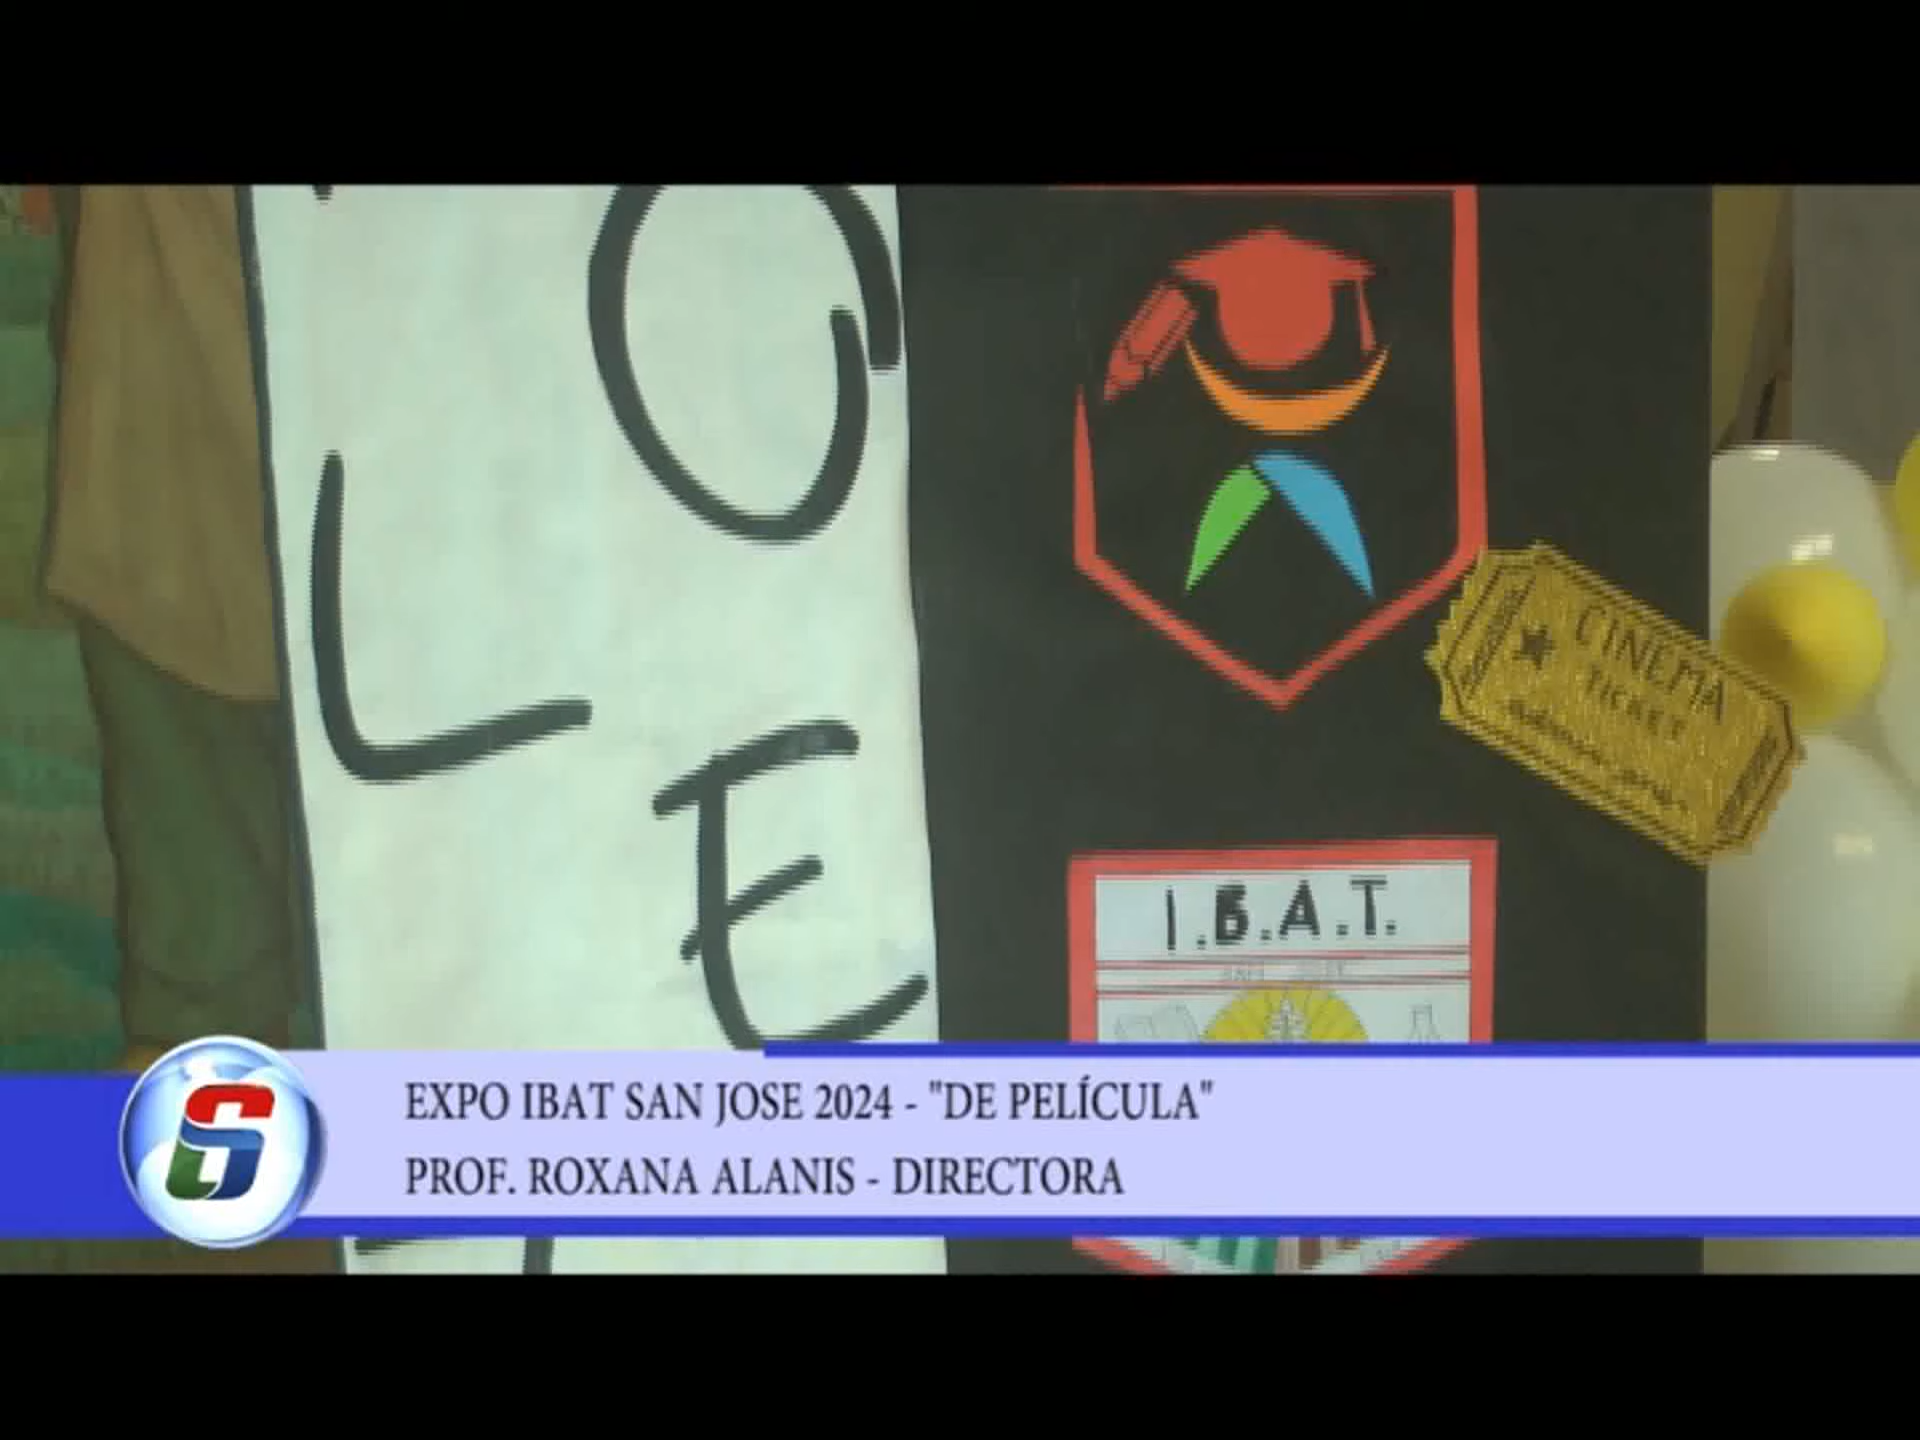 O
L
E
CINEMA
TICKET
I.B.A.T.
EXPO IBAT SAN JOSE 2024 - "DE PELÍCULA"
PROF. ROXANA ALANIS - DIRECTORA